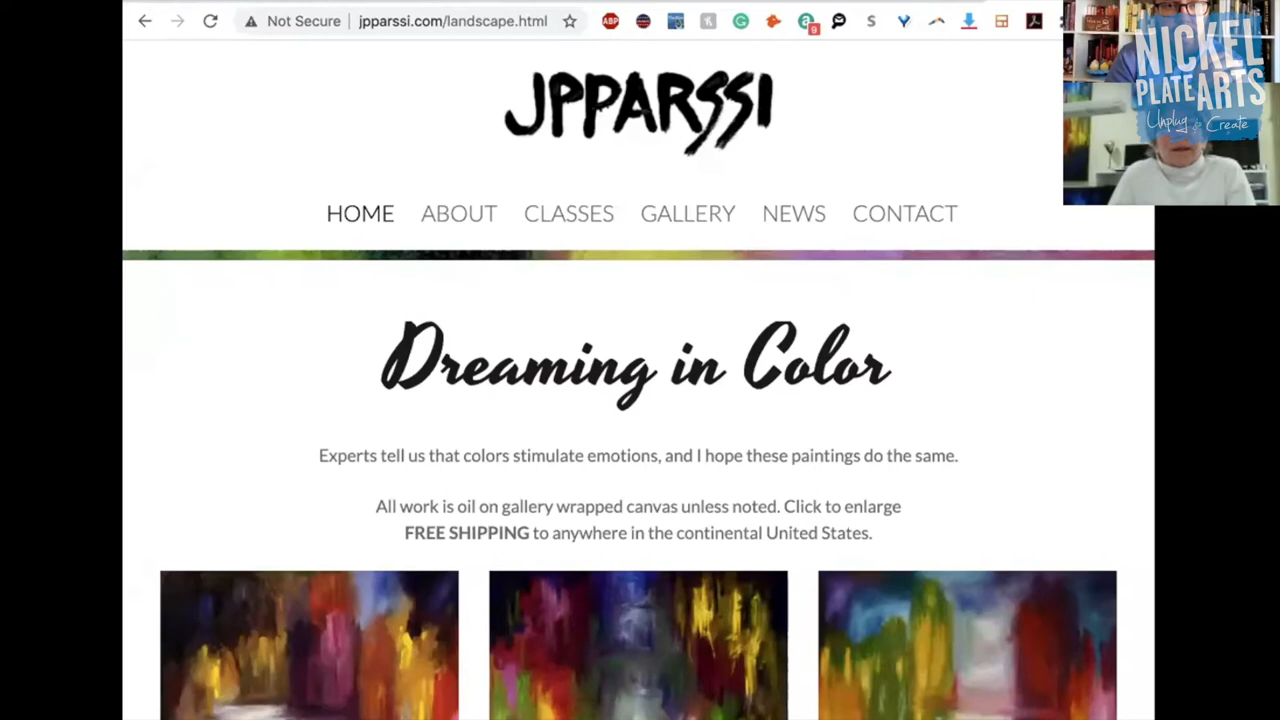 Not Secure | jpparssi.com/landscape.html
ABP
9
S
NICKEL
PLATE ARTS
Unplug & Create
JPPARSSI
HOME ABOUT CLASSES GALLERY NEWS CONTACT
Dreaming in Color
Experts tell us that colors stimulate emotions, and I hope these paintings do the same.
All work is oil on gallery wrapped canvas unless noted. Click to enlarge
FREE SHIPPING to anywhere in the continental United States.